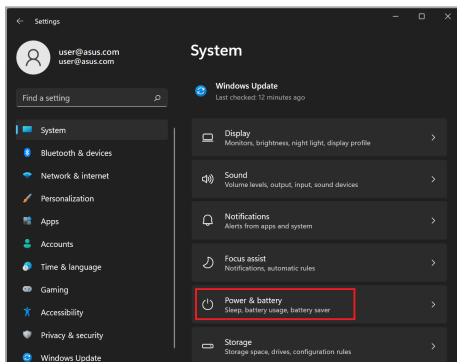 Settings
user@asus.com
user@asus.com
Find a setting
System
Bluetooth & devices
Network & internet
Personalization
Apps
Accounts
Time & language
Gaming
Accessibility
Privacy & security
Windows Update
System
Windows Update
Last checked: 12 minutes ago
Display
Monitors, brightness, night light, display profile
Sound
Volume levels, output, input, sound devices
Notifications
Alerts from apps and system
Focus assist
Notifications, automatic rules
Power & battery
Sleep, battery usage, battery saver
Storage
Storage space, drives, configuration rules